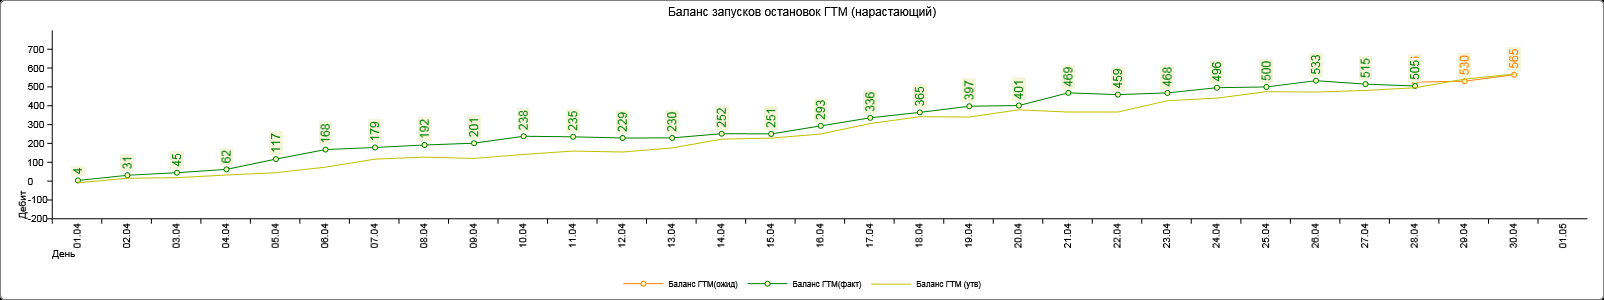 Баланс запусков остановок ГТМ (нарастающий)
700
600
500
400
300
200
100
0
-100
-200
Дебит
4 31 45 62 117 168 179 192 201 238 235 229 230 252 251 293 336 365 397 401 469 459 468 496 500 533 515 505 530 565
01.04 02.04 03.04 04.04 05.04 06.04 07.04 08.04 09.04 10.04 11.04 12.04 13.04 14.04 15.04 16.04 17.04 18.04 19.04 20.04 21.04 22.04 23.04 24.04 25.04 26.04 27.04 28.04 29.04 30.04 01.05
День
Баланс ГТМ(ожид) Баланс ГТМ(факт) Баланс ГТМ (утв)